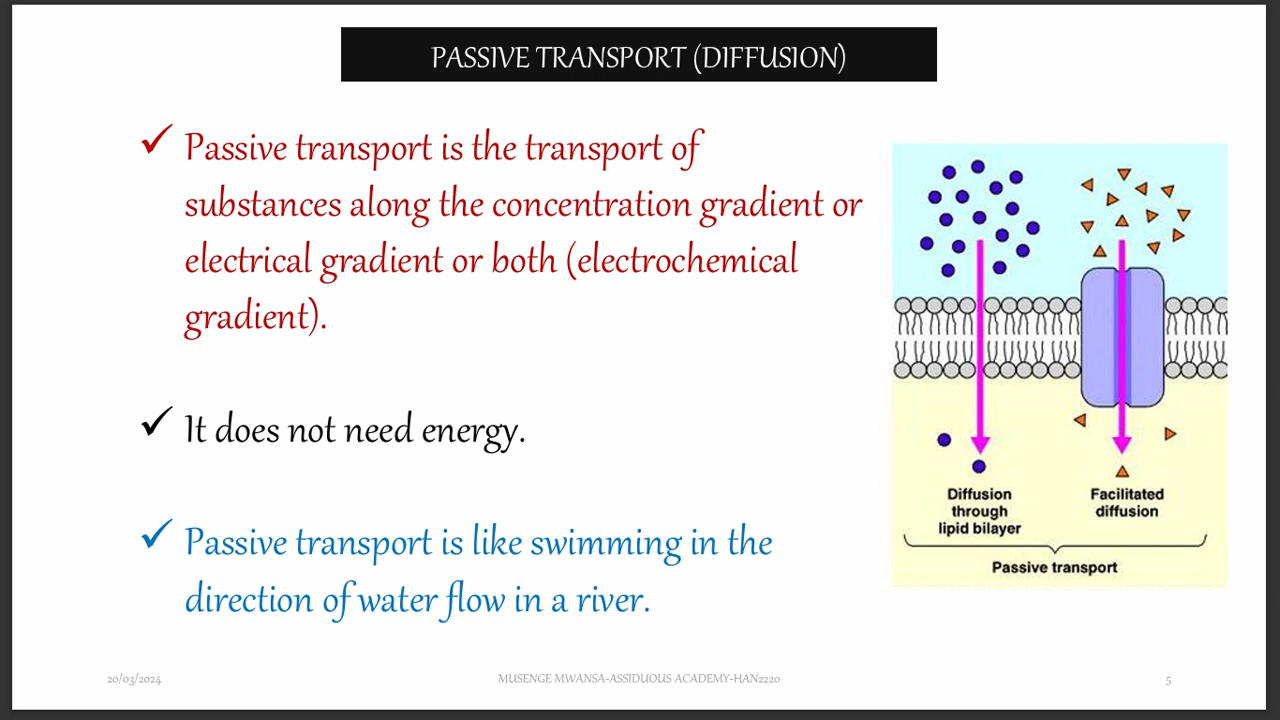 PASSIVE TRANSPORT (DIFFUSION)
✓ Passive transport is the transport of
substances along the concentration gradient or
electrical gradient or both (electrochemical
gradient).
✓ It does not need energy.
✓ Passive transport is like swimming in the
direction of water flow in a river.
Diffusion
through
lipid bilayer
Facilitated
diffusion
Passive transport
20/03/2024
MUSENGE MWANSA-ASSIDUOUS ACADEMY-HAN2220
5